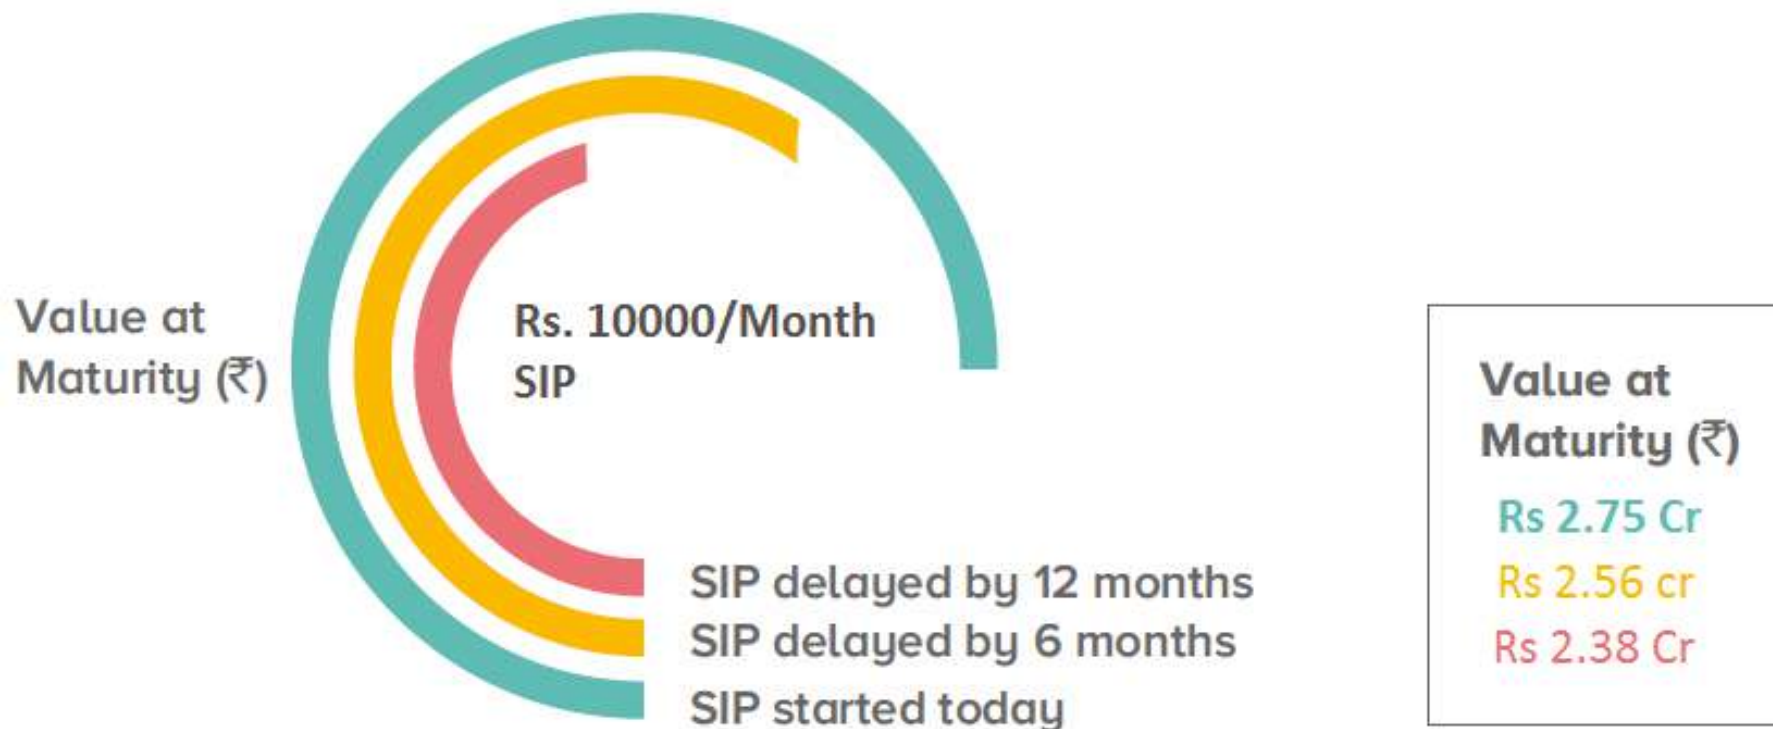 Value at
Maturity (₹)
Rs. 10000/Month
SIP
SIP delayed by 12 months
SIP delayed by 6 months
SIP started today
Value at
Maturity (₹)
Rs 2.75 Cr
Rs 2.56 cr
Rs 2.38 Cr